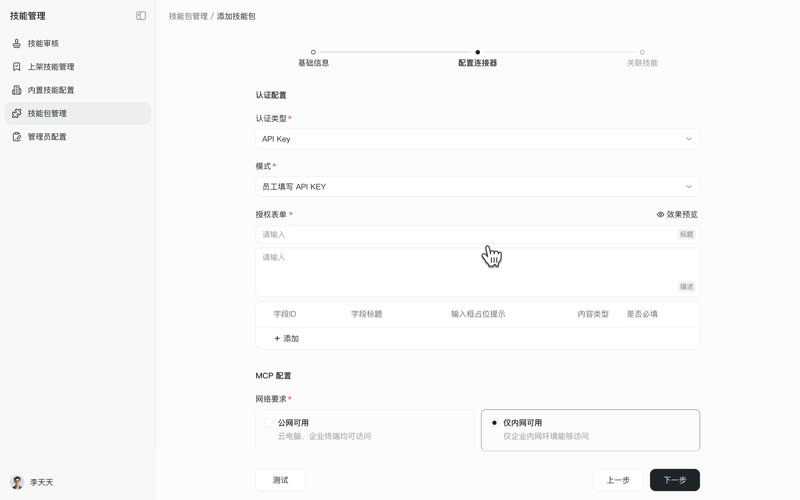 技能管理
技能审核
上架技能管理
内置技能配置
技能包管理
管理员配置
李天天
技能包管理 / 添加技能包
基础信息
配置连接器
关联技能
认证配置
认证类型*
API Key
模式*
员工填写 API KEY
授权表单 *
效果预览
请输入
标题
请输入
描述
字段ID 字段标题 输入框占位提示 内容类型 是否必填
+ 添加
MCP 配置
网络要求*
公网可用
云电脑、企业终端均可访问
仅内网可用
仅企业内网环境能够访问
测试
上一步
下一步